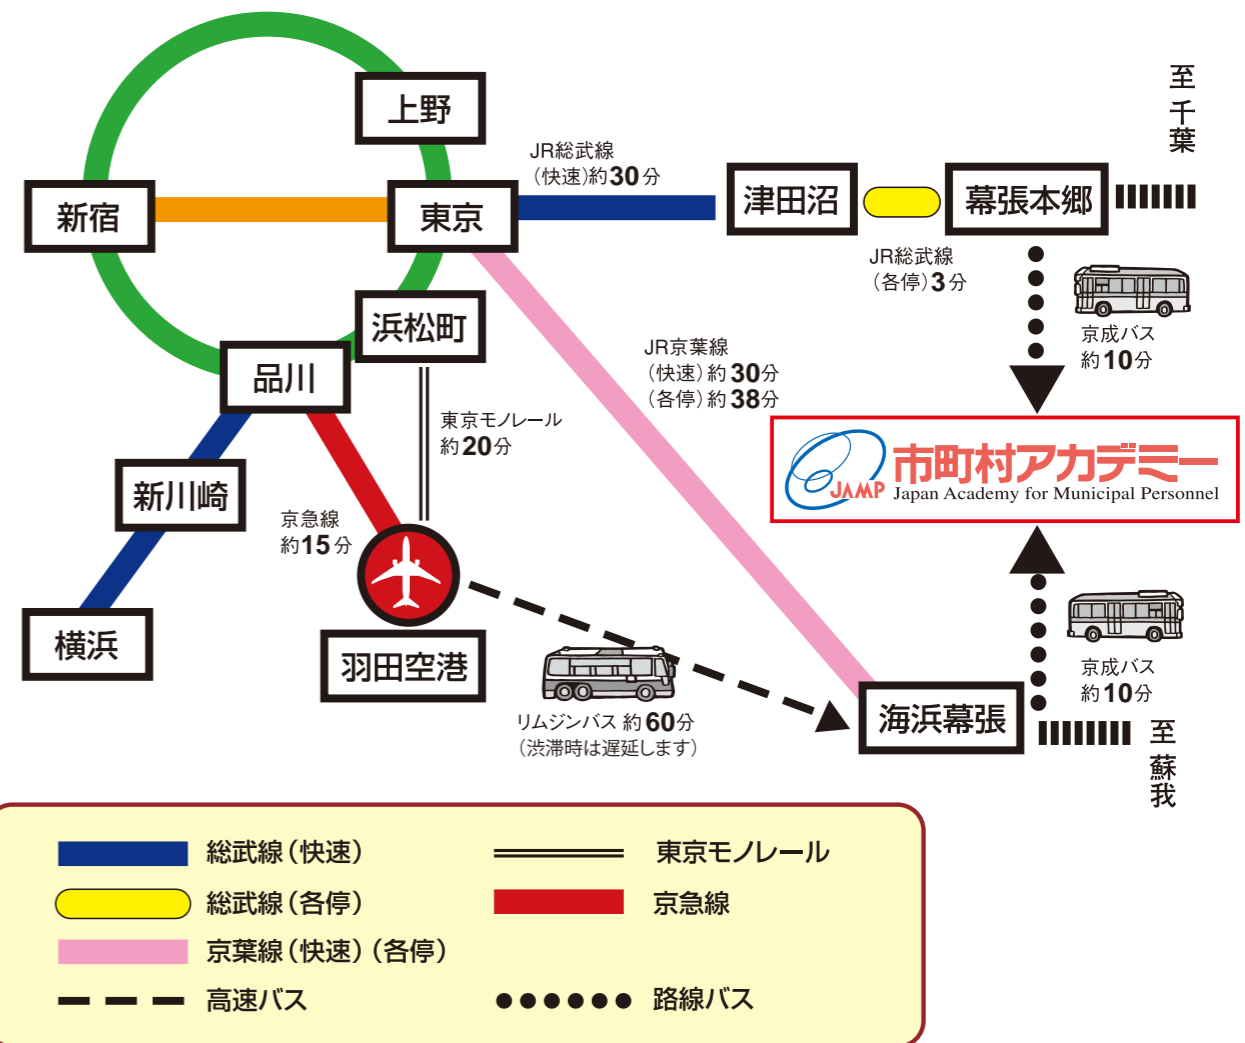 上野
至
千
葉
JR総武線
(快速)約30分
新宿
東京
津田沼
幕張本郷
JR総武線
(各停)3分
浜松町
京成バス
約10分
JR京葉線
(快速)約30分
(各停)約38分
品川
東京モノレール
約20分
JAMP
市町村アカデミー
Japan Academy for Municipal Personnel
新川崎
京急線
約15分
横浜
羽田空港
京成バス
約10分
リムジンバス 約60分
(渋滞時は遅延します)
海浜幕張
至
蘇
我
総武線(快速)
東京モノレール
総武線(各停)
京急線
京葉線(快速)(各停)
高速バス
路線バス